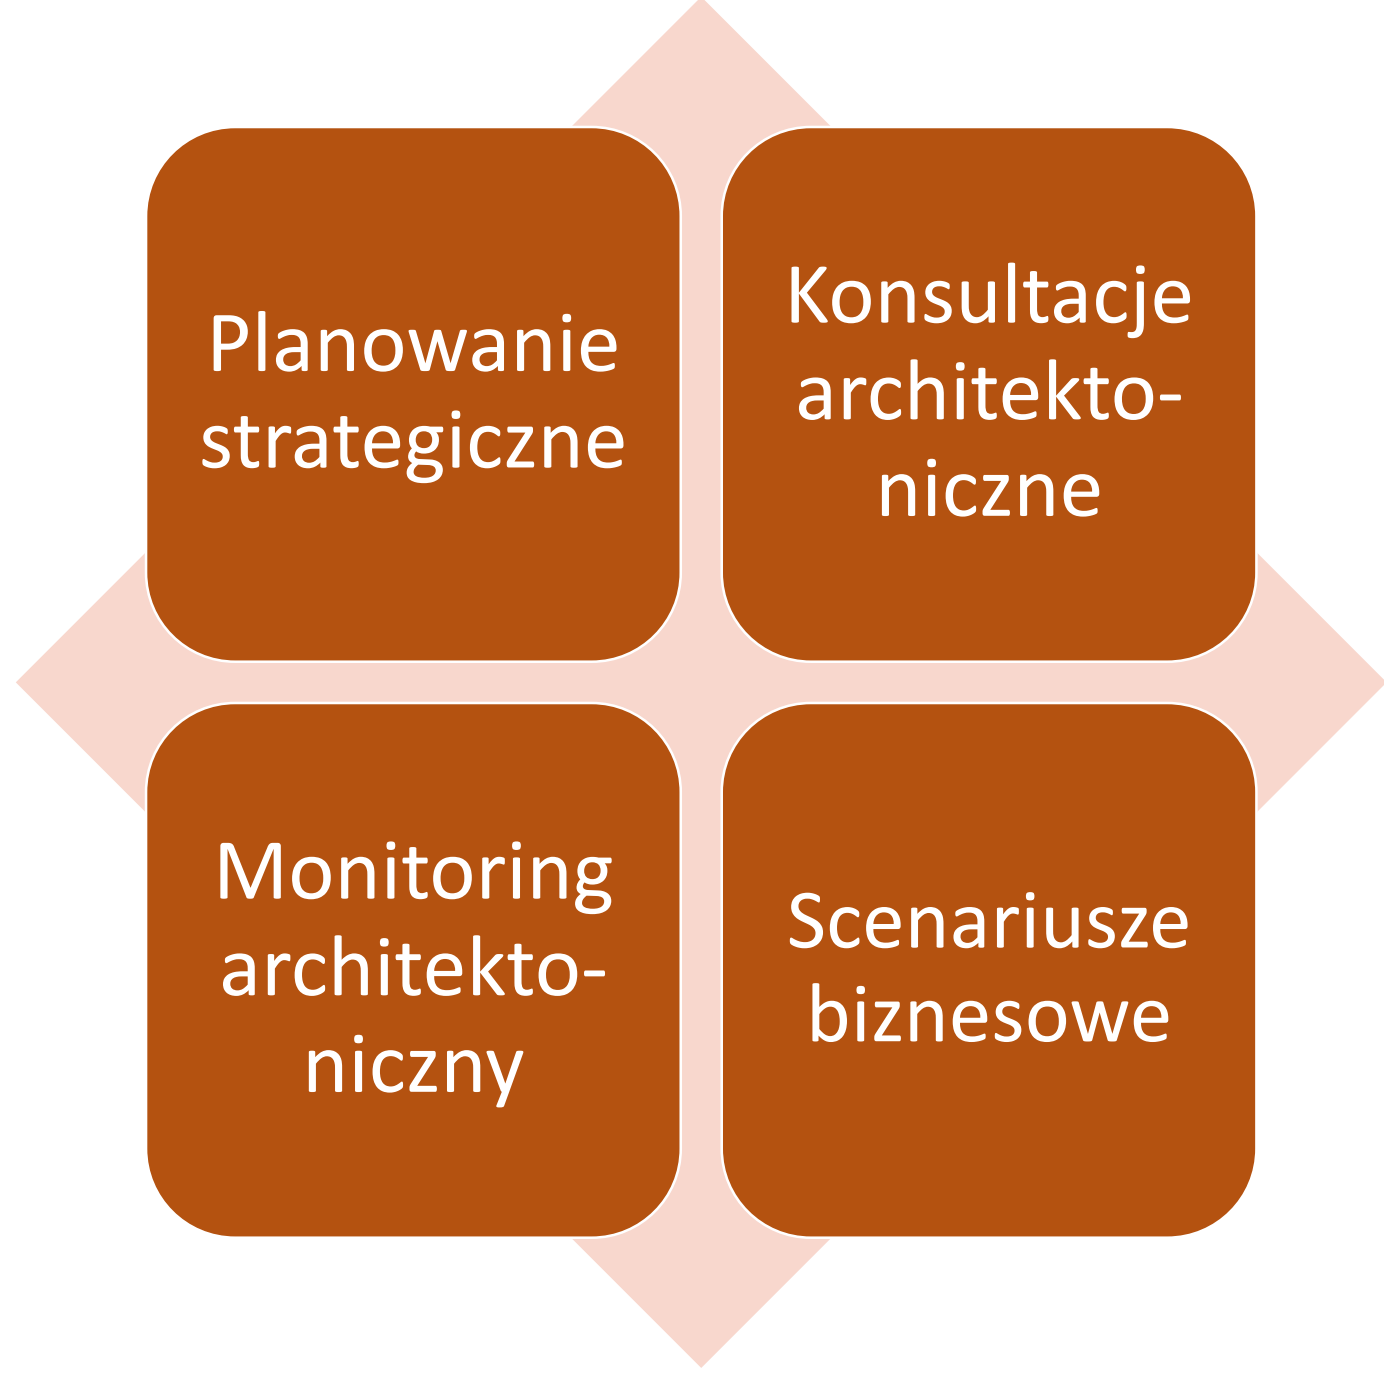 Planowanie
strategiczne
Konsultacje
architekto-
niczne
Monitoring
architekto-
niczny
Scenariusze
biznesowe